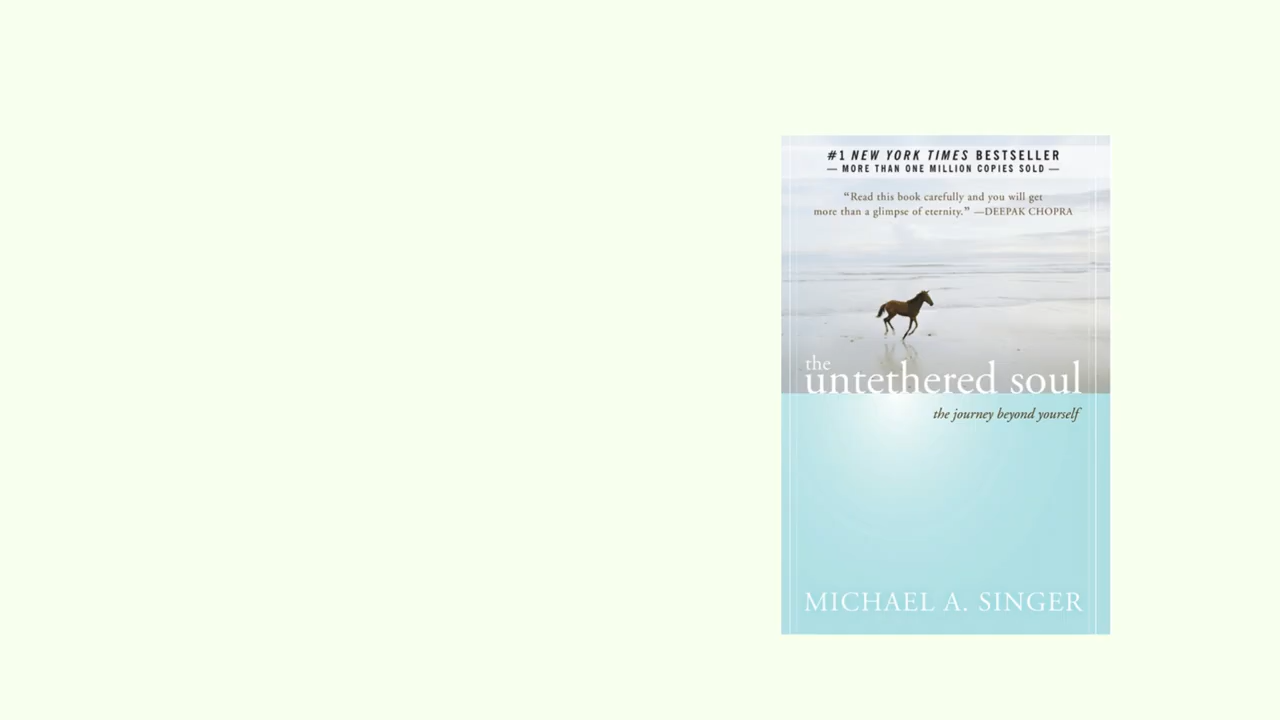 #1 NEW YORK TIMES BESTSELLER
— MORE THAN ONE MILLION COPIES SOLD —
“Read this book carefully and you will get
more than a glimpse of eternity.” —DEEPAK CHOPRA
the
untethered soul
the journey beyond yourself
MICHAEL A. SINGER